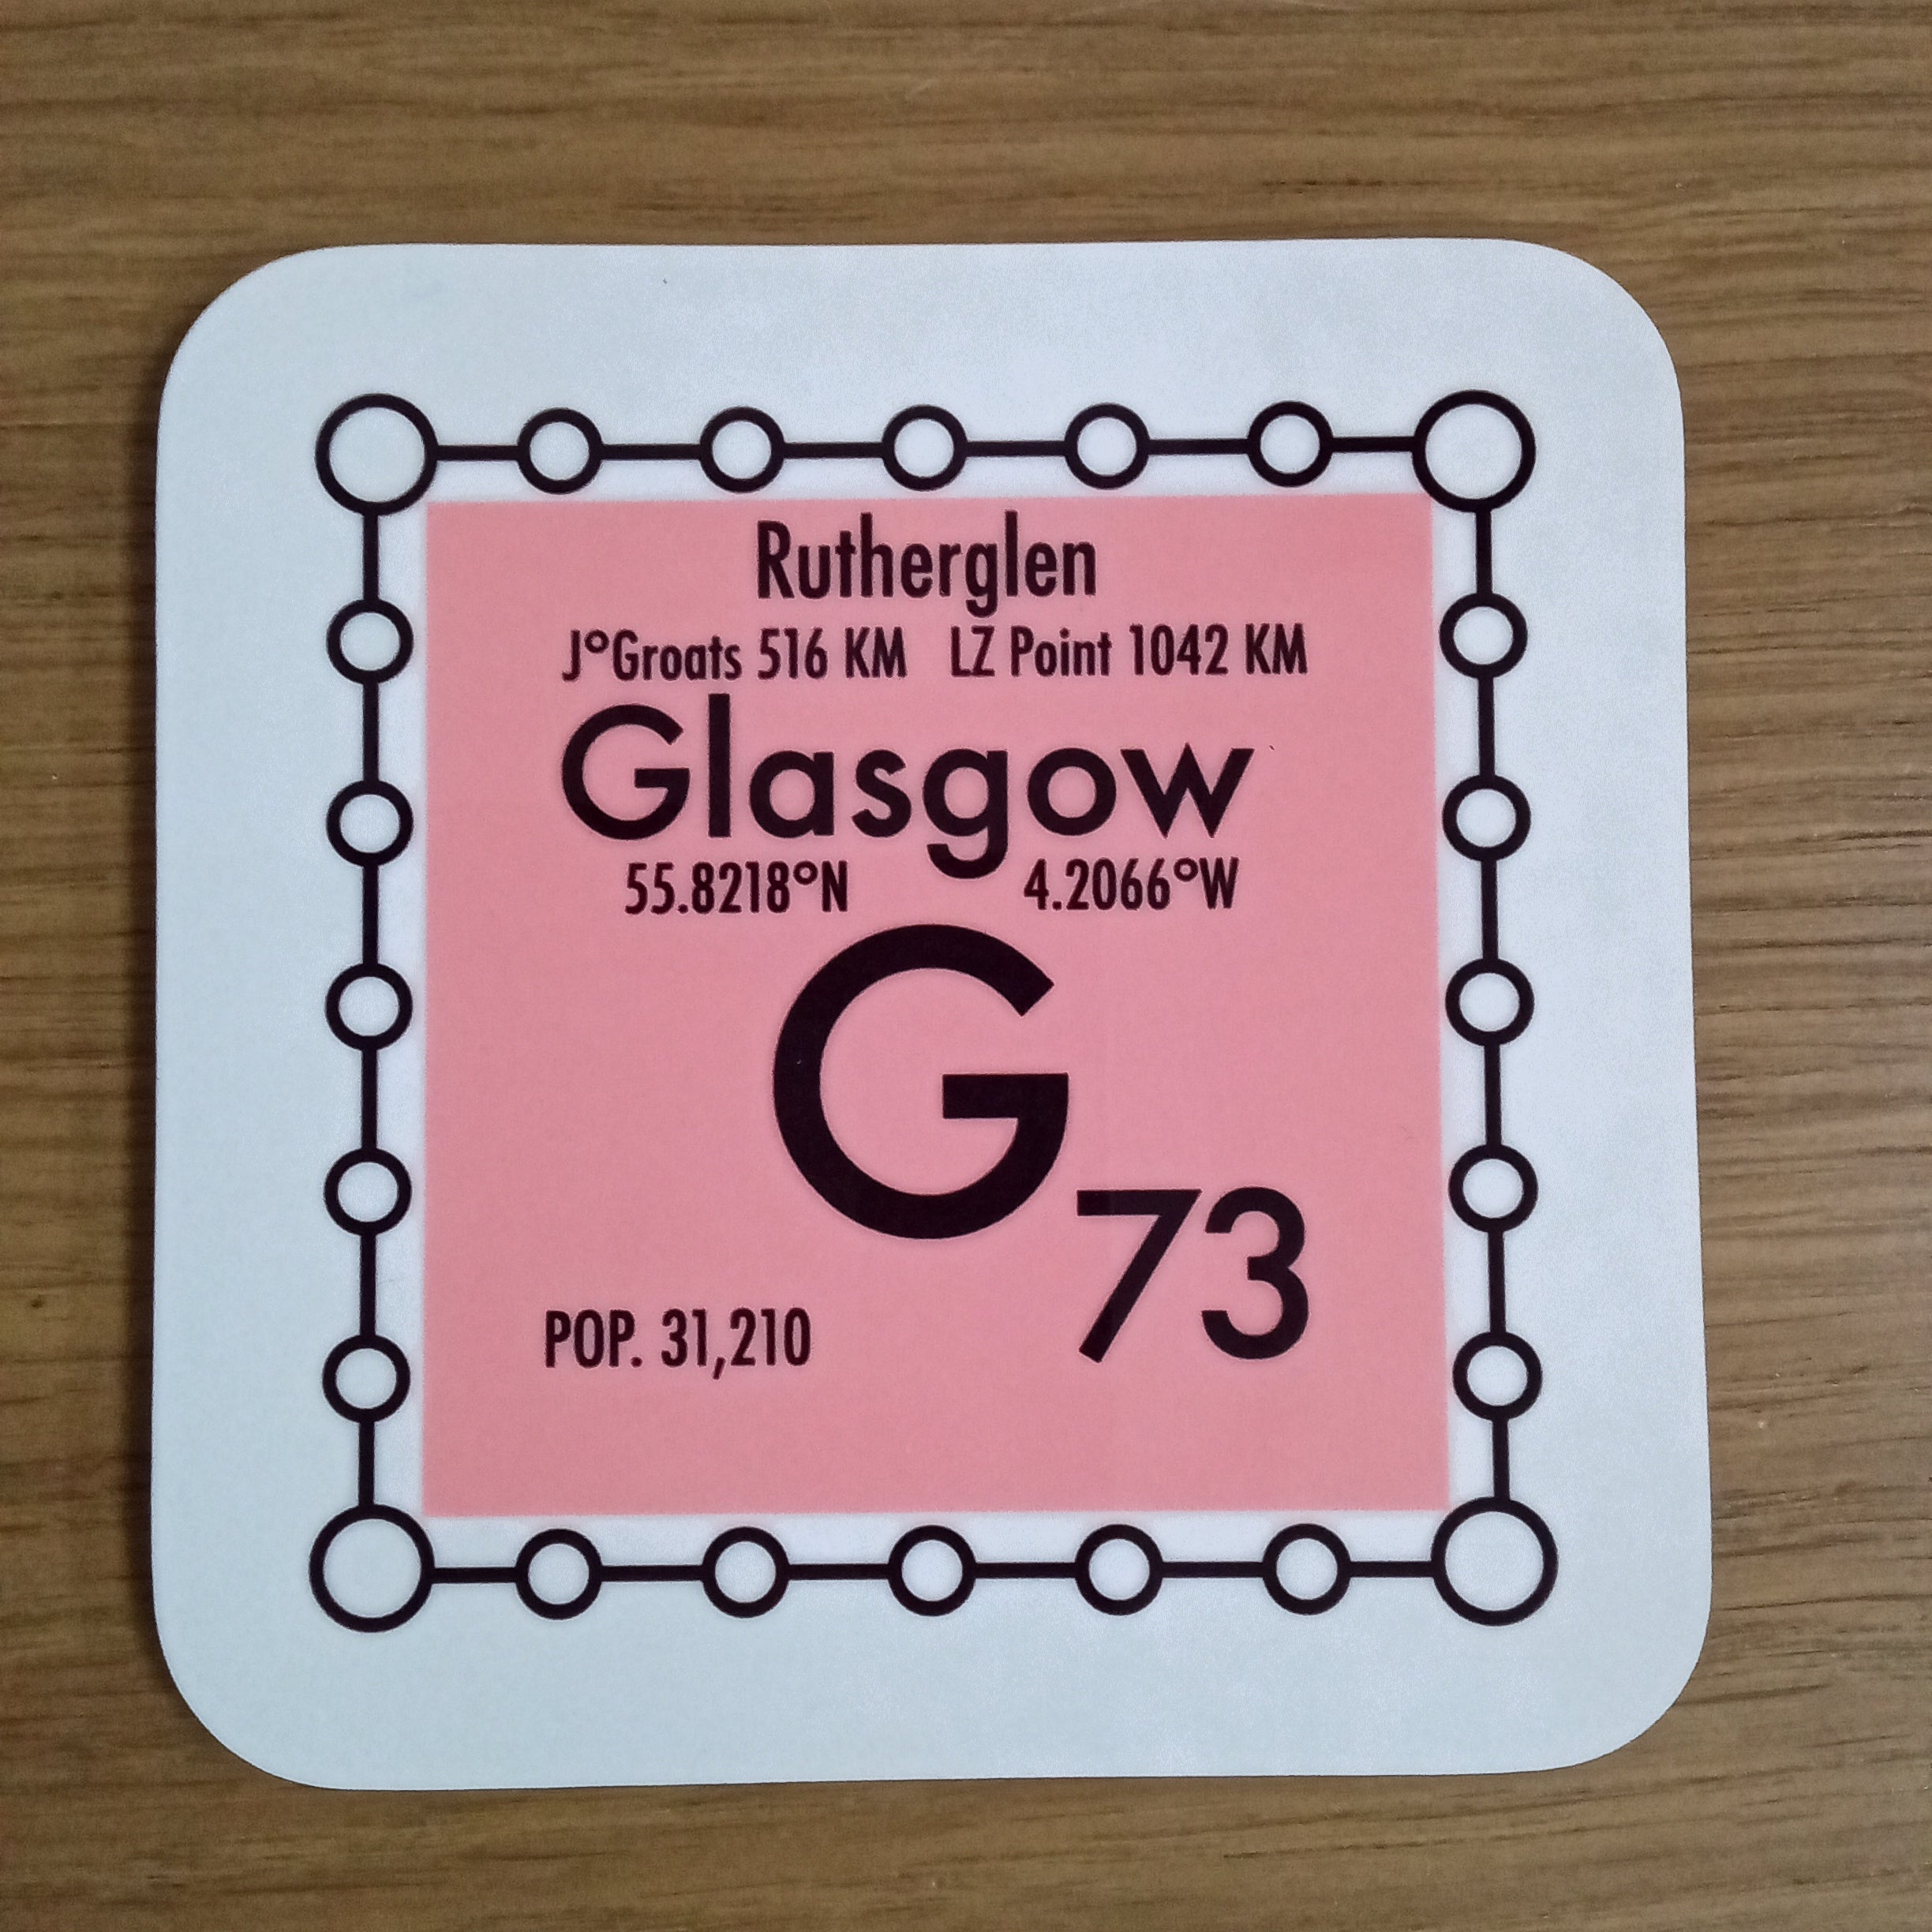 Rutherglen
J°Groats 516 KM LZ Point 1042 KM
Glasgow
55.8218°N 4.2066°W
G
73
POP. 31,210